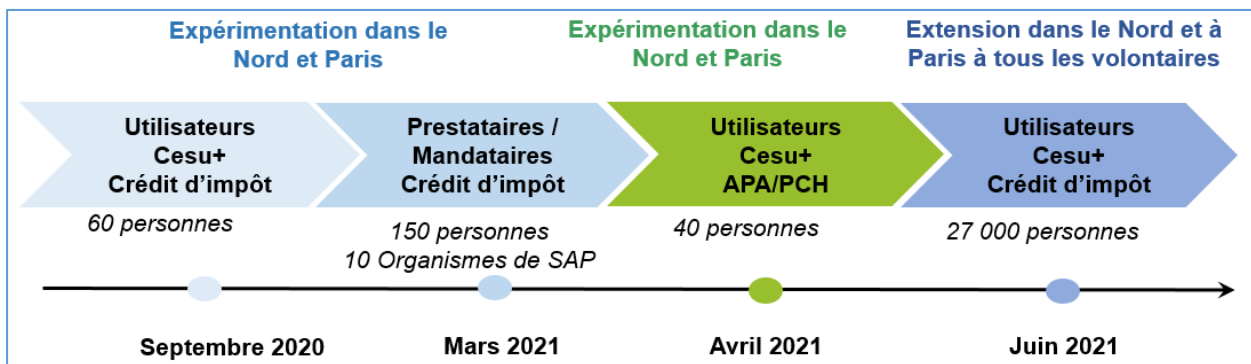 Expérimentation dans le
Nord et Paris
Expérimentation dans le
Nord et Paris
Extension dans le Nord et à
Paris à tous les volontaires
Utilisateurs
Cesu+
Crédit d'impôt
Prestataires /
Mandataires
Crédit d'impôt
Utilisateurs
Cesu+
APA/PCH
Utilisateurs
Cesu+
Crédit d'impôt
60 personnes
150 personnes
10 Organismes de SAP
40 personnes
27 000 personnes
Septembre 2020
Mars 2021
Avril 2021
Juin 2021